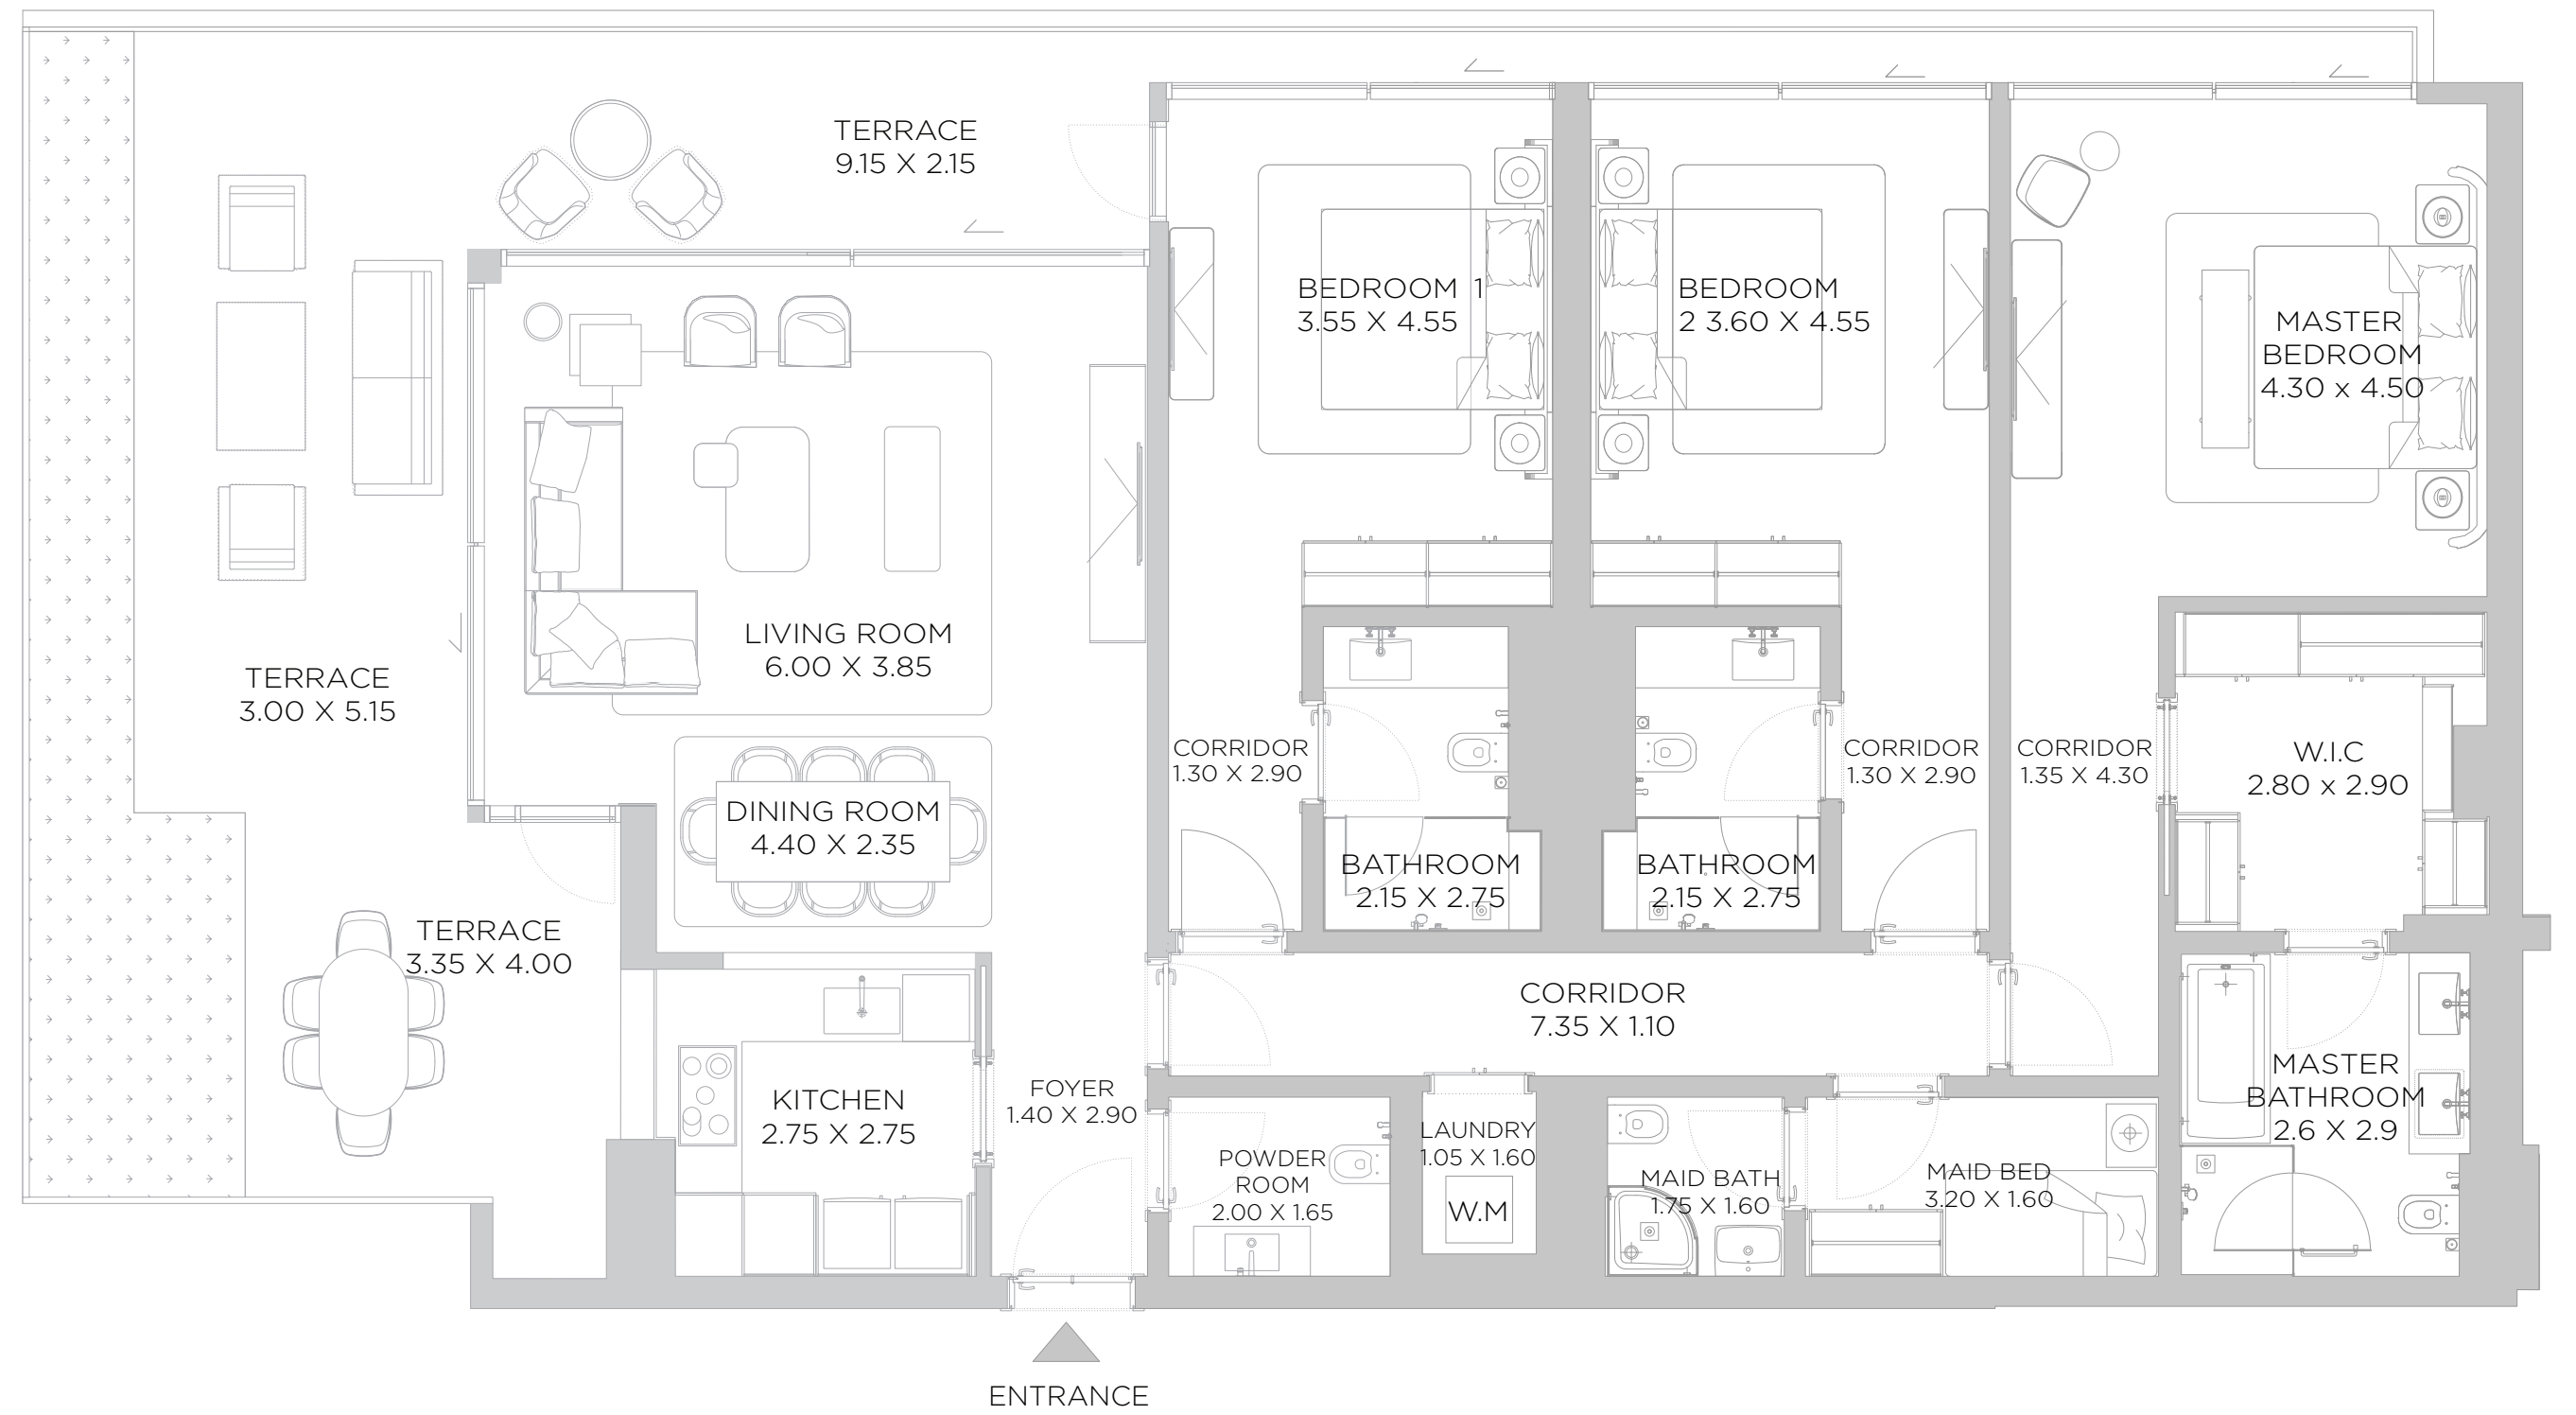 TERRACE
9.15 X 2.15
BEDROOM 1
3.55 X 4.55
BEDROOM
2 3.60 X 4.55
MASTER
BEDROOM
4.30 x 4.50
LIVING ROOM
6.00 X 3.85
TERRACE
3.00 X 5.15
CORRIDOR
1.30 X 2.90
CORRIDOR
1.30 X 2.90
CORRIDOR
1.35 X 4.30
W.I.C
2.80 x 2.90
DINING ROOM
4.40 X 2.35
BATHROOM
2.15 X 2.75
BATHROOM
2.15 X 2.75
TERRACE
3.35 X 4.00
CORRIDOR
7.35 X 1.10
KITCHEN
2.75 X 2.75
FOYER
1.40 X 2.90
MASTER
BATHROOM
2.6 X 2.9
POWDER
ROOM
2.00 X 1.65
LAUNDRY
1.05 X 1.60
W.M
MAID BATH
1.75 X 1.60
MAID BED
3.20 X 1.60
ENTRANCE